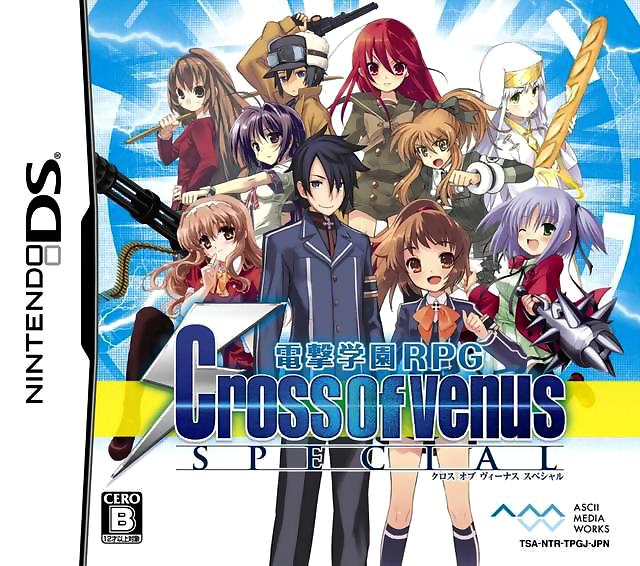 NINTENDO DS®
電撃学園RPG
Cross of Venus
SPECIAL
クロス オブ ヴィーナス スペシャル
CERO
B
12才以上対象
ASCII
MEDIA
WORKS
TSA-NTR-TPGJ-JPN